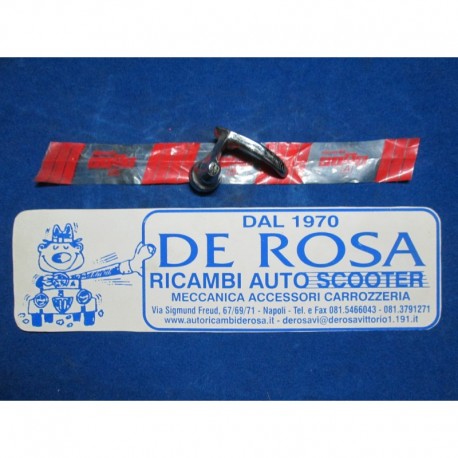 DAL 1970
DE ROSA
RICAMBI AUTO SCOOTER
MECCANICA ACCESSORI CARROZZERIA
Via Sigmund Freud, 67/69/71 - Napoli - Tel. e Fax 081.5466043 - 081.3791271
www.autoricambiderosa.it - derosavi@derosavittorio1.191.it